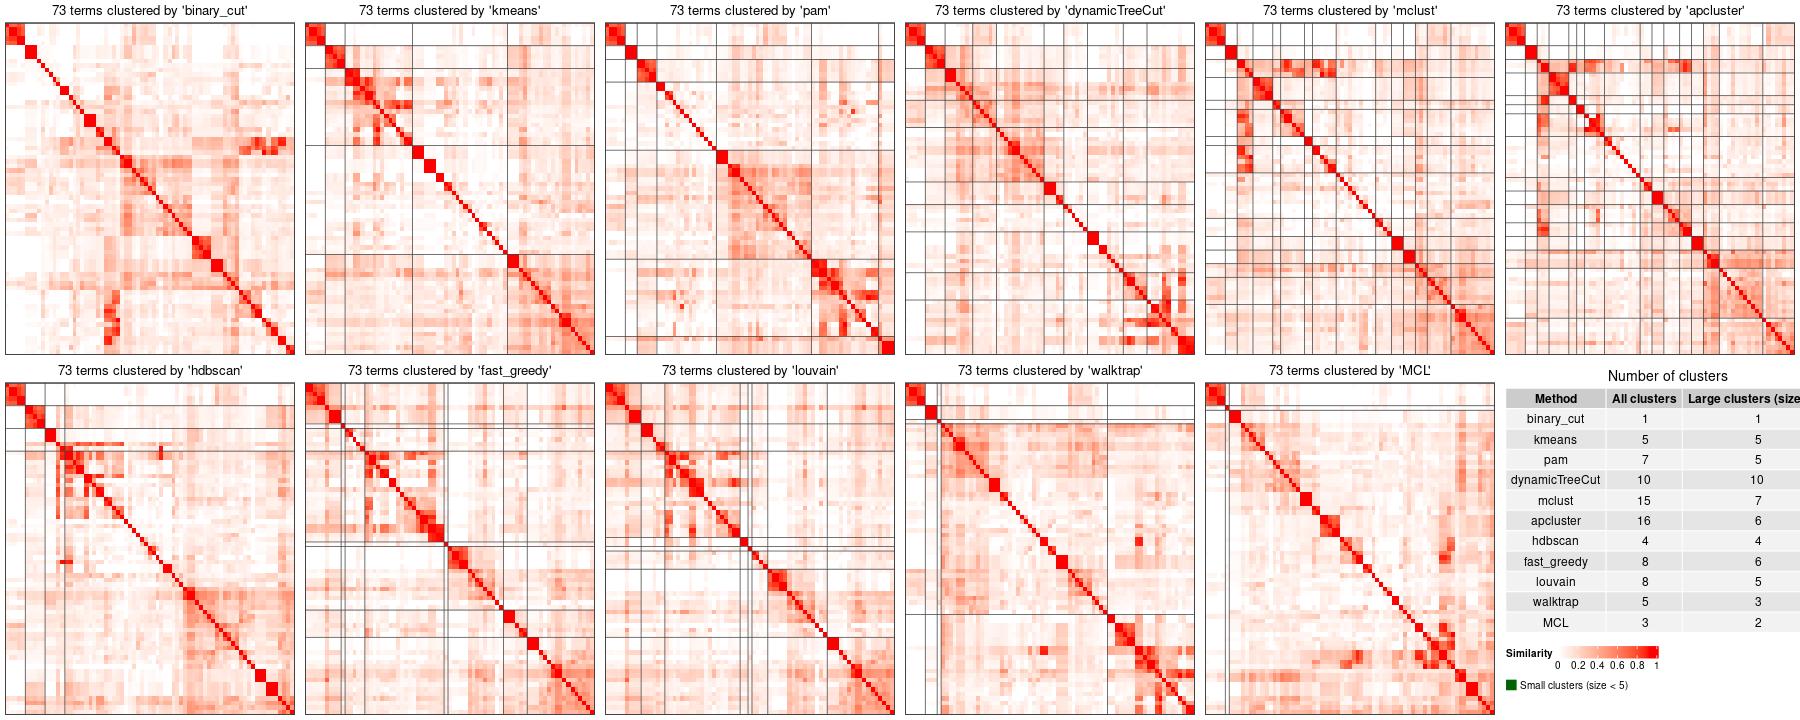 73 terms clustered by 'binary_cut'
73 terms clustered by 'kmeans'
73 terms clustered by 'pam'
73 terms clustered by 'dynamicTreeCut'
73 terms clustered by 'mclust'
73 terms clustered by 'apcluster'
73 terms clustered by 'hdbscan'
73 terms clustered by 'fast_greedy'
73 terms clustered by 'louvain'
73 terms clustered by 'walktrap'
73 terms clustered by 'MCL'
Number of clusters
Method All clusters Large clusters (size
binary_cut 1 1
kmeans 5 5
pam 7 5
dynamicTreeCut 10 10
mclust 15 7
apcluster 16 6
hdbscan 4 4
fast_greedy 8 6
louvain 8 5
walktrap 5 3
MCL 3 2
Similarity
0 0.2 0.4 0.6 0.8 1
Small clusters (size < 5)